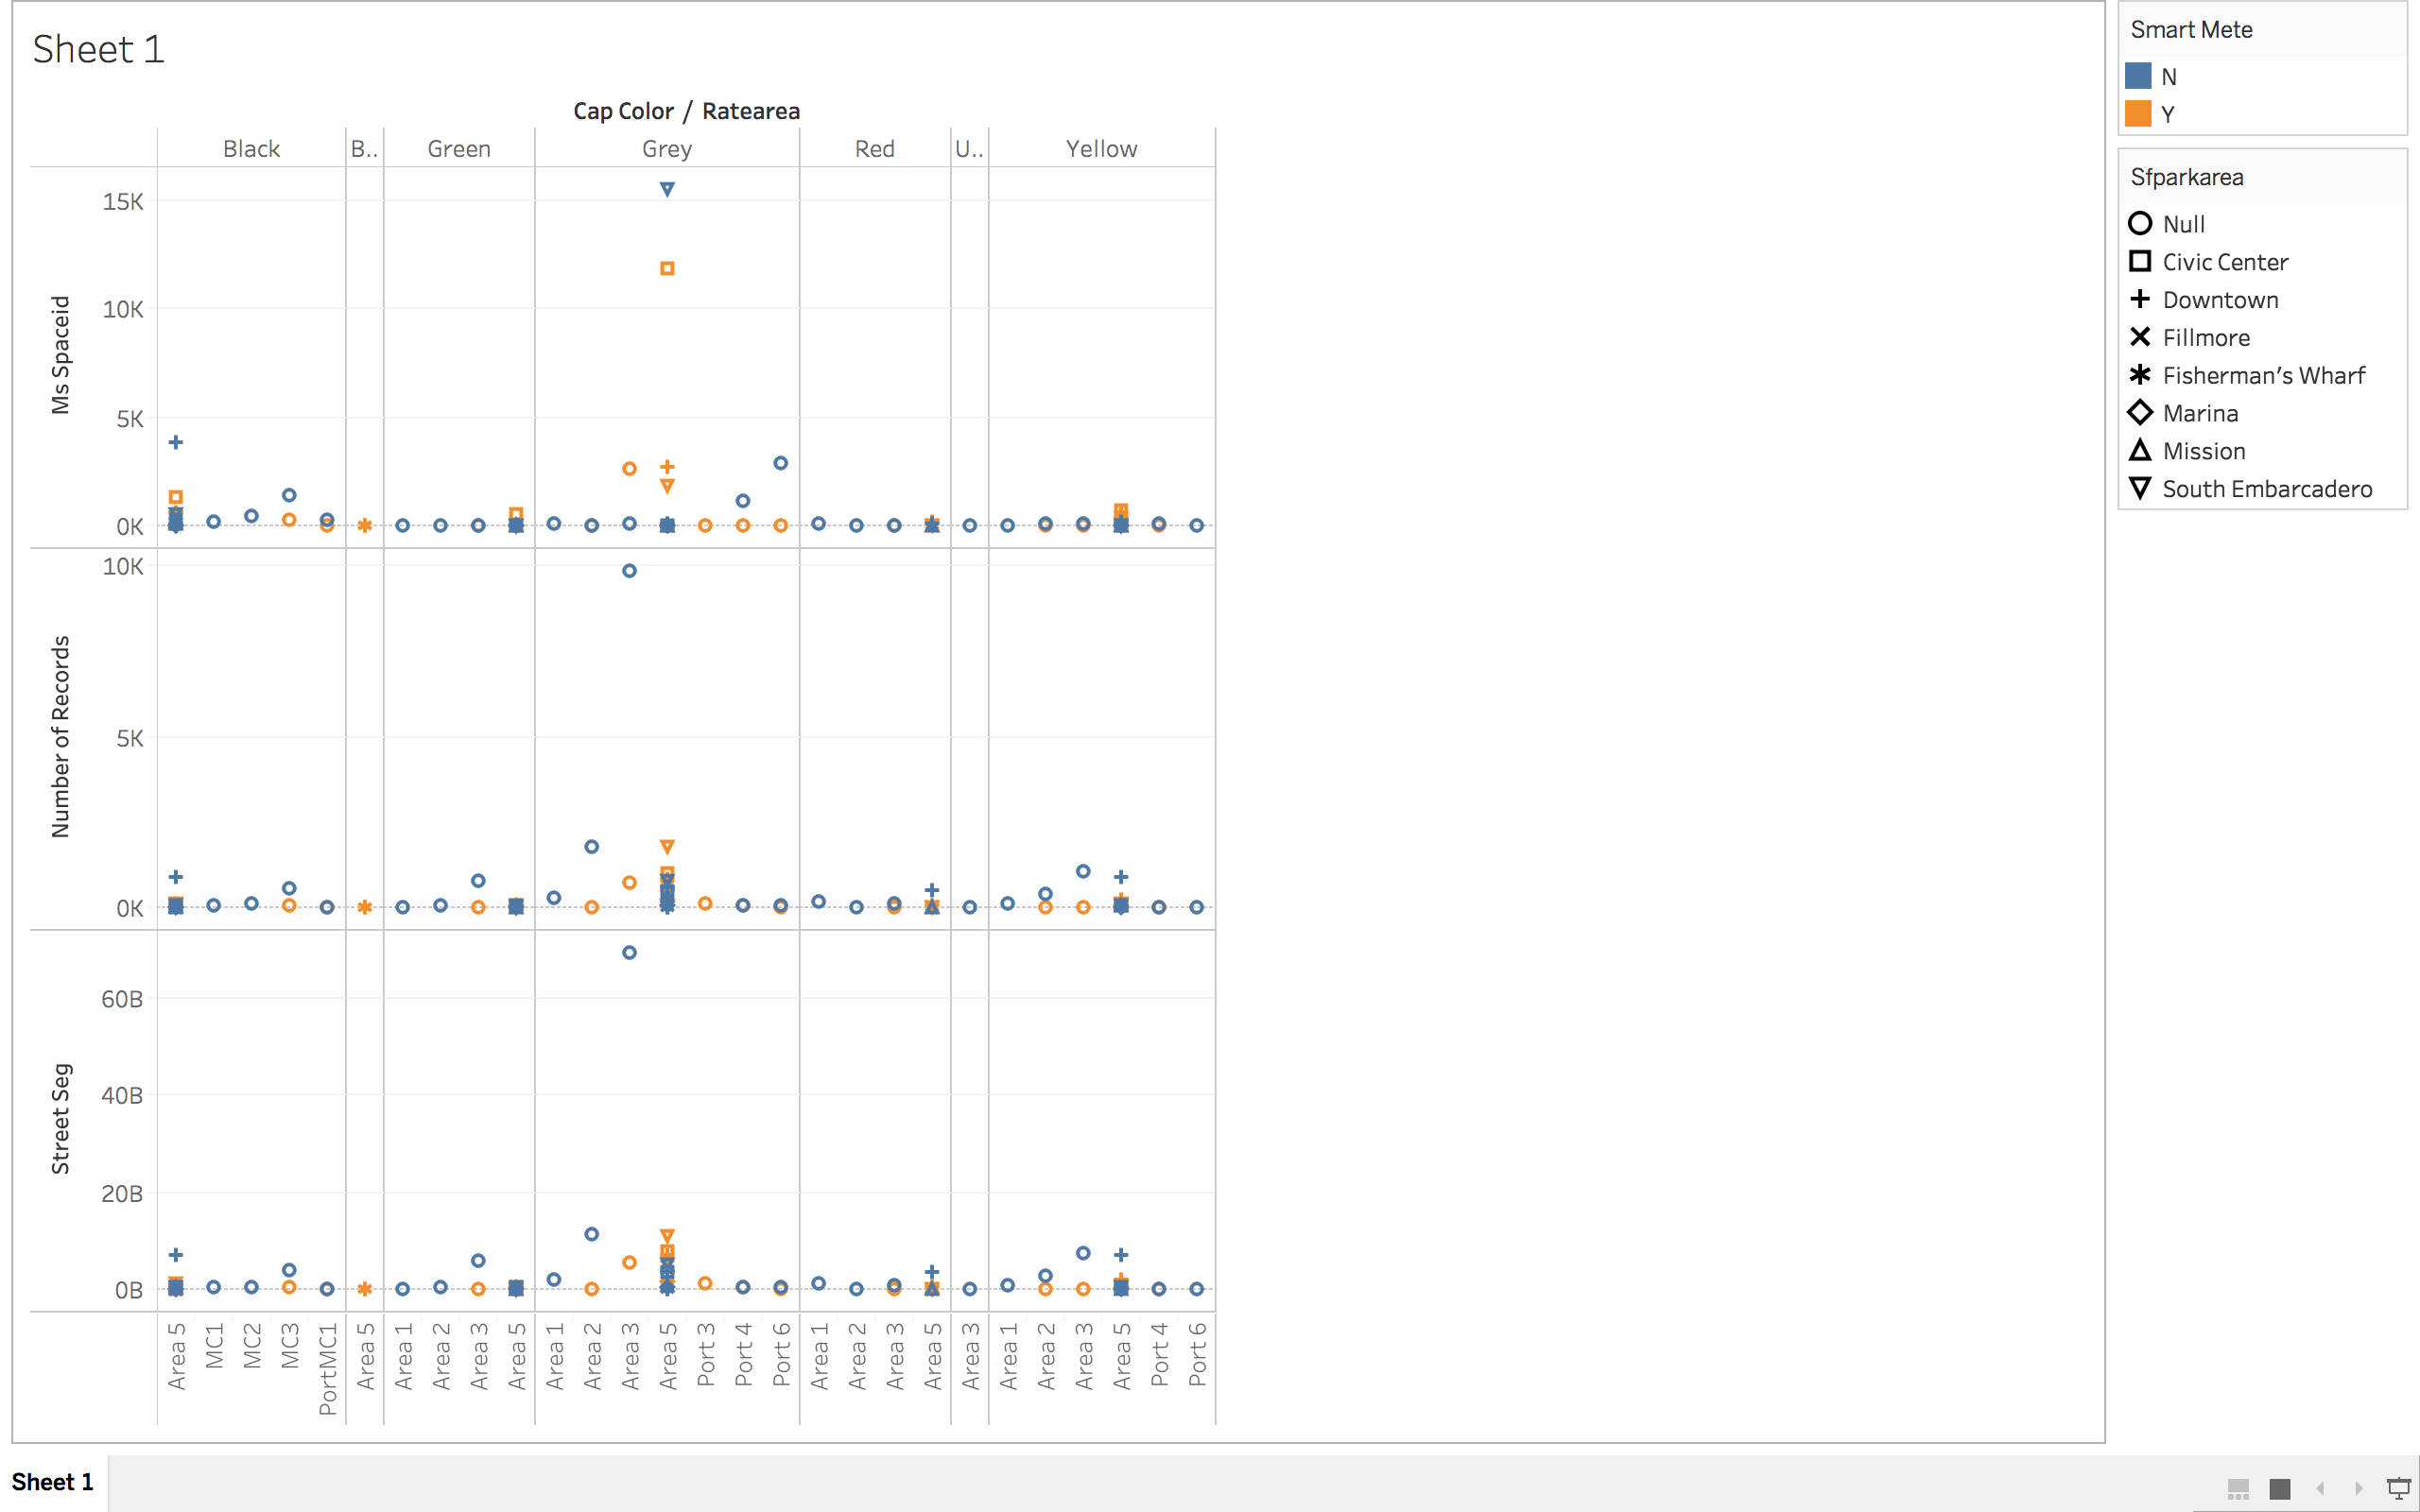 Sheet 1
Cap Color / Ratearea
Black B.. Green Grey Red U.. Yellow
Ms Spaceid
15K
10K
5K
0K
Number of Records
10K
5K
0K
Street Seg
60B
40B
20B
0B
Area 5 MC1 MC2 MC3 PortMC1 Area 5 Area 1 Area 2 Area 3 Area 5 Area 1 Area 2 Area 3 Area 5 Port 3 Port 4 Port 6 Area 1 Area 2 Area 3 Area 5 Area 3 Area 1 Area 2 Area 3 Area 5 Port 4 Port 6
Smart Mete
N
Y
Sfparkarea
Null
Civic Center
Downtown
Fillmore
Fisherman's Wharf
Marina
Mission
South Embarcadero
Sheet 1